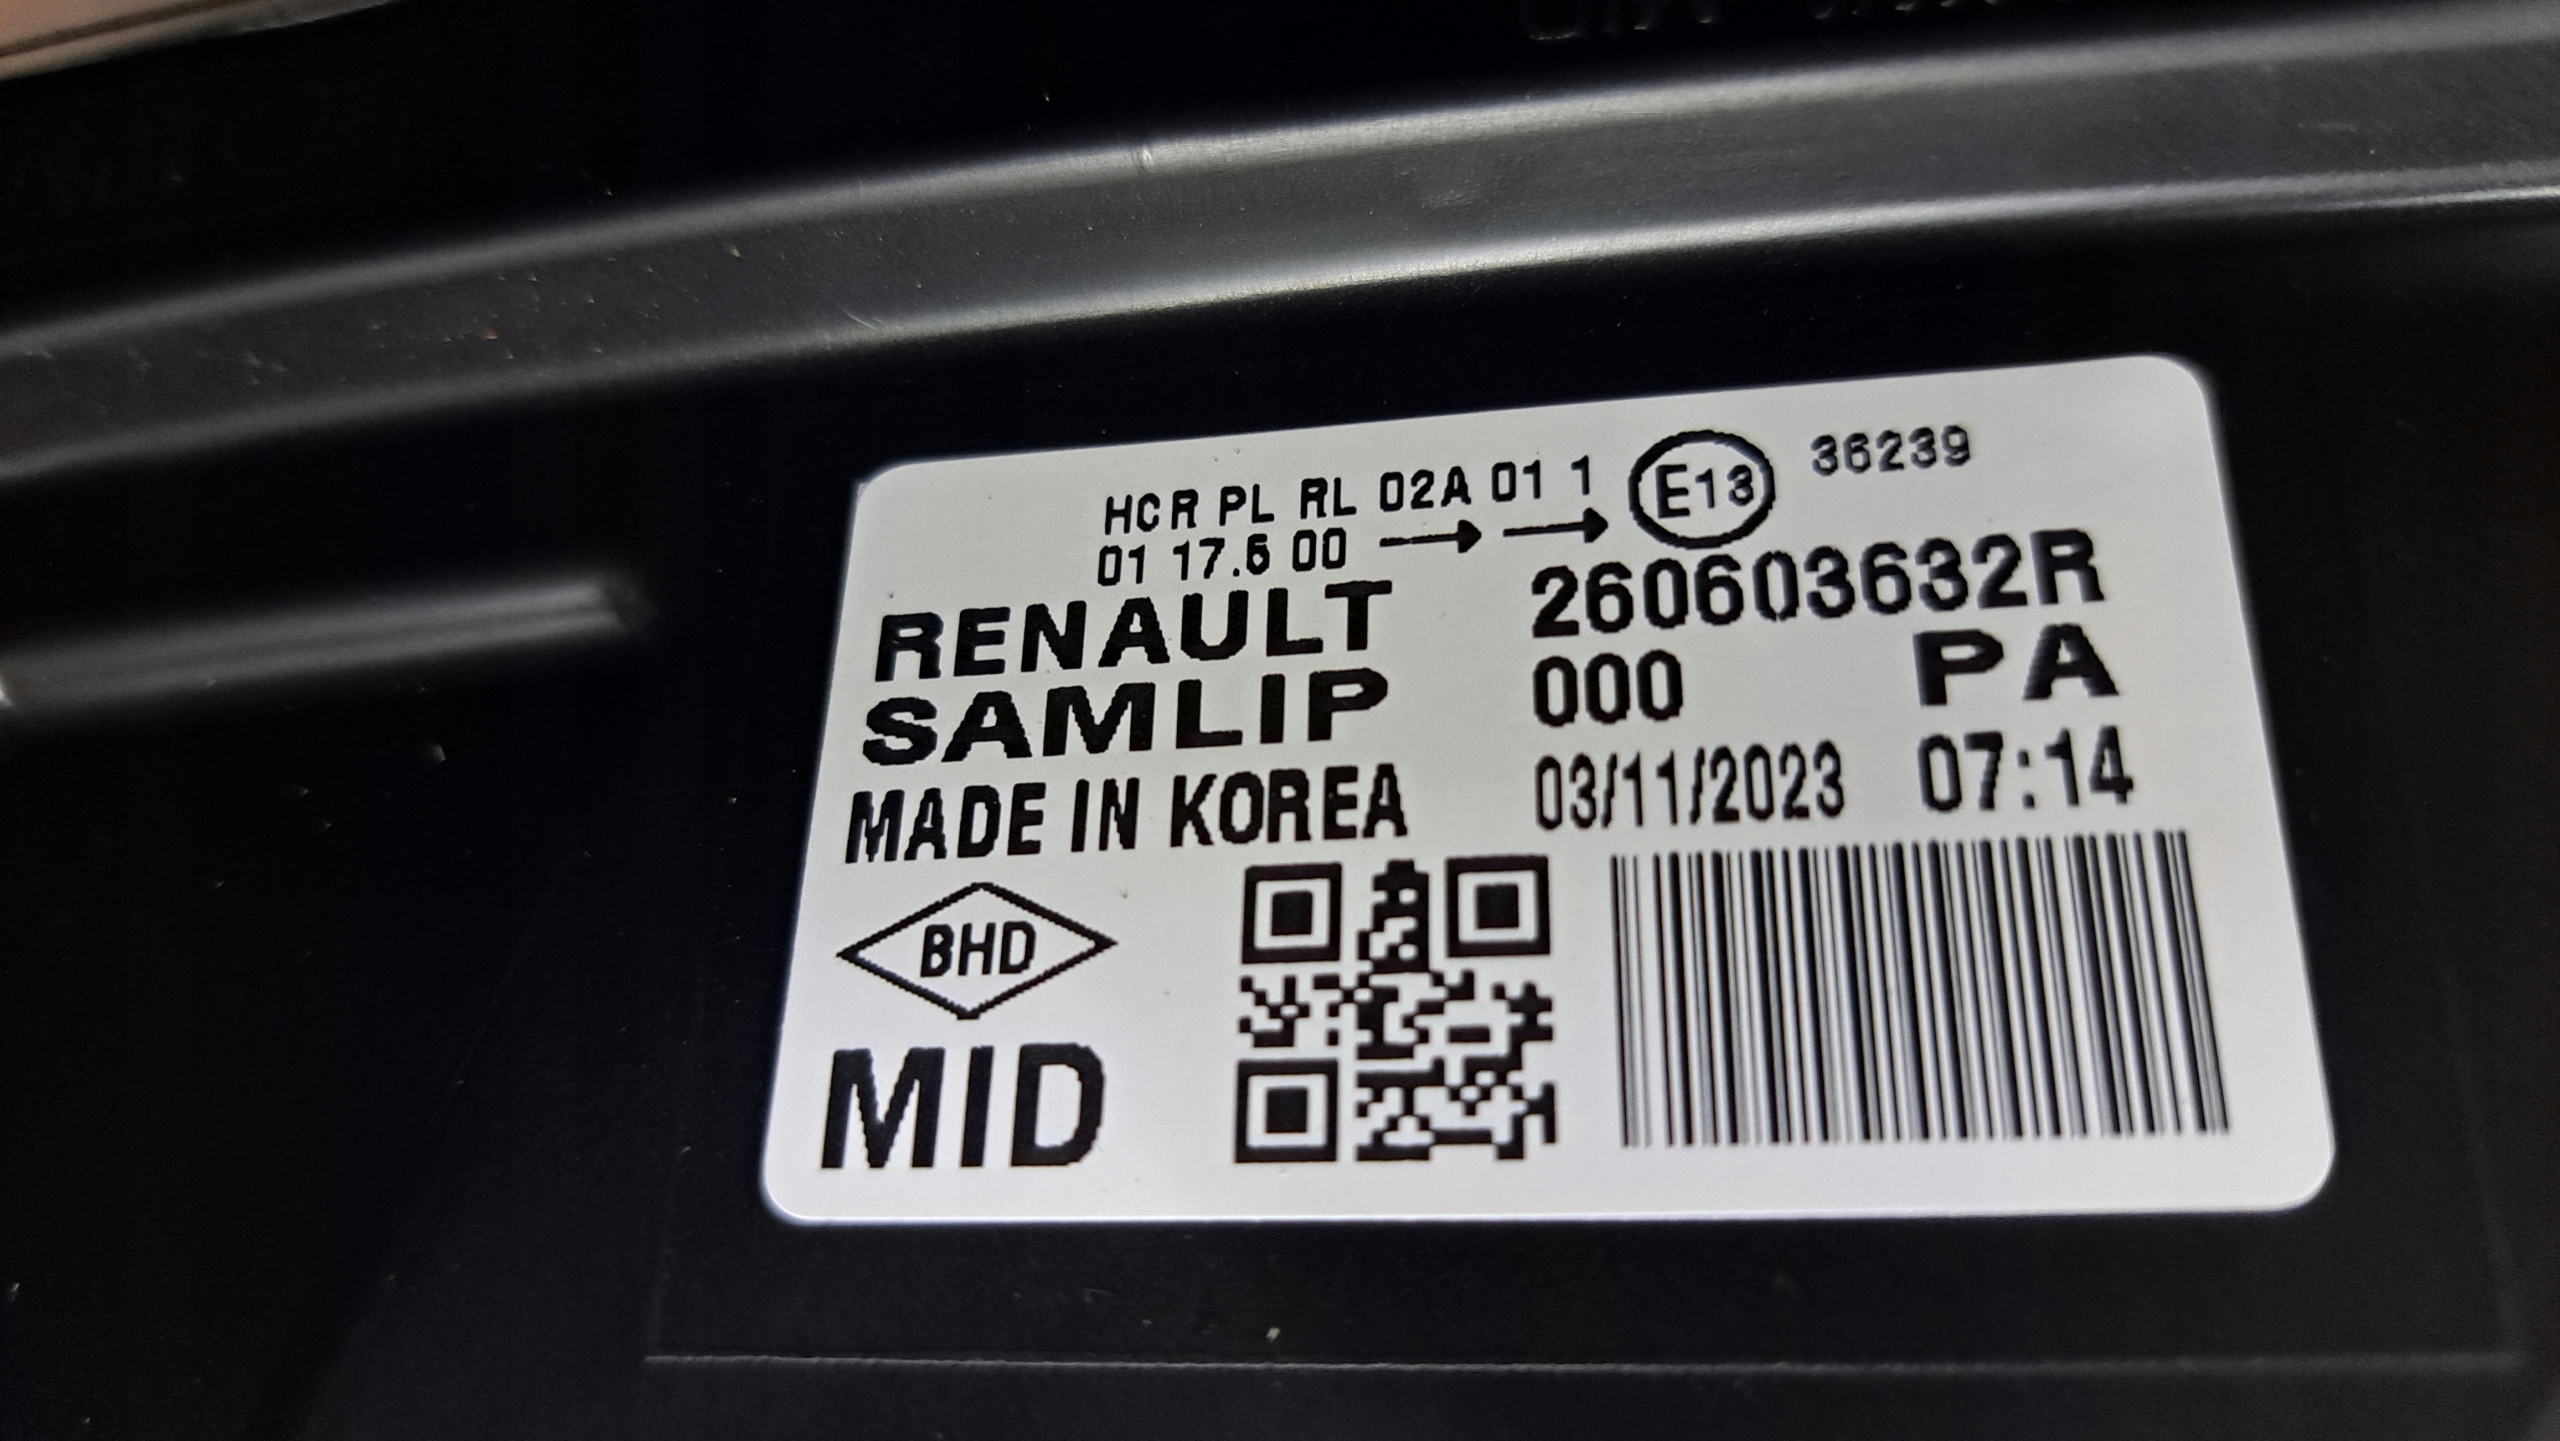 HCR PL RL 02A 01 1 E13 36239
01 17.5 00 → →
RENAULT 260603632R
SAMLIP 000 PA
MADE IN KOREA 03/11/2023 07:14
BHD
MID